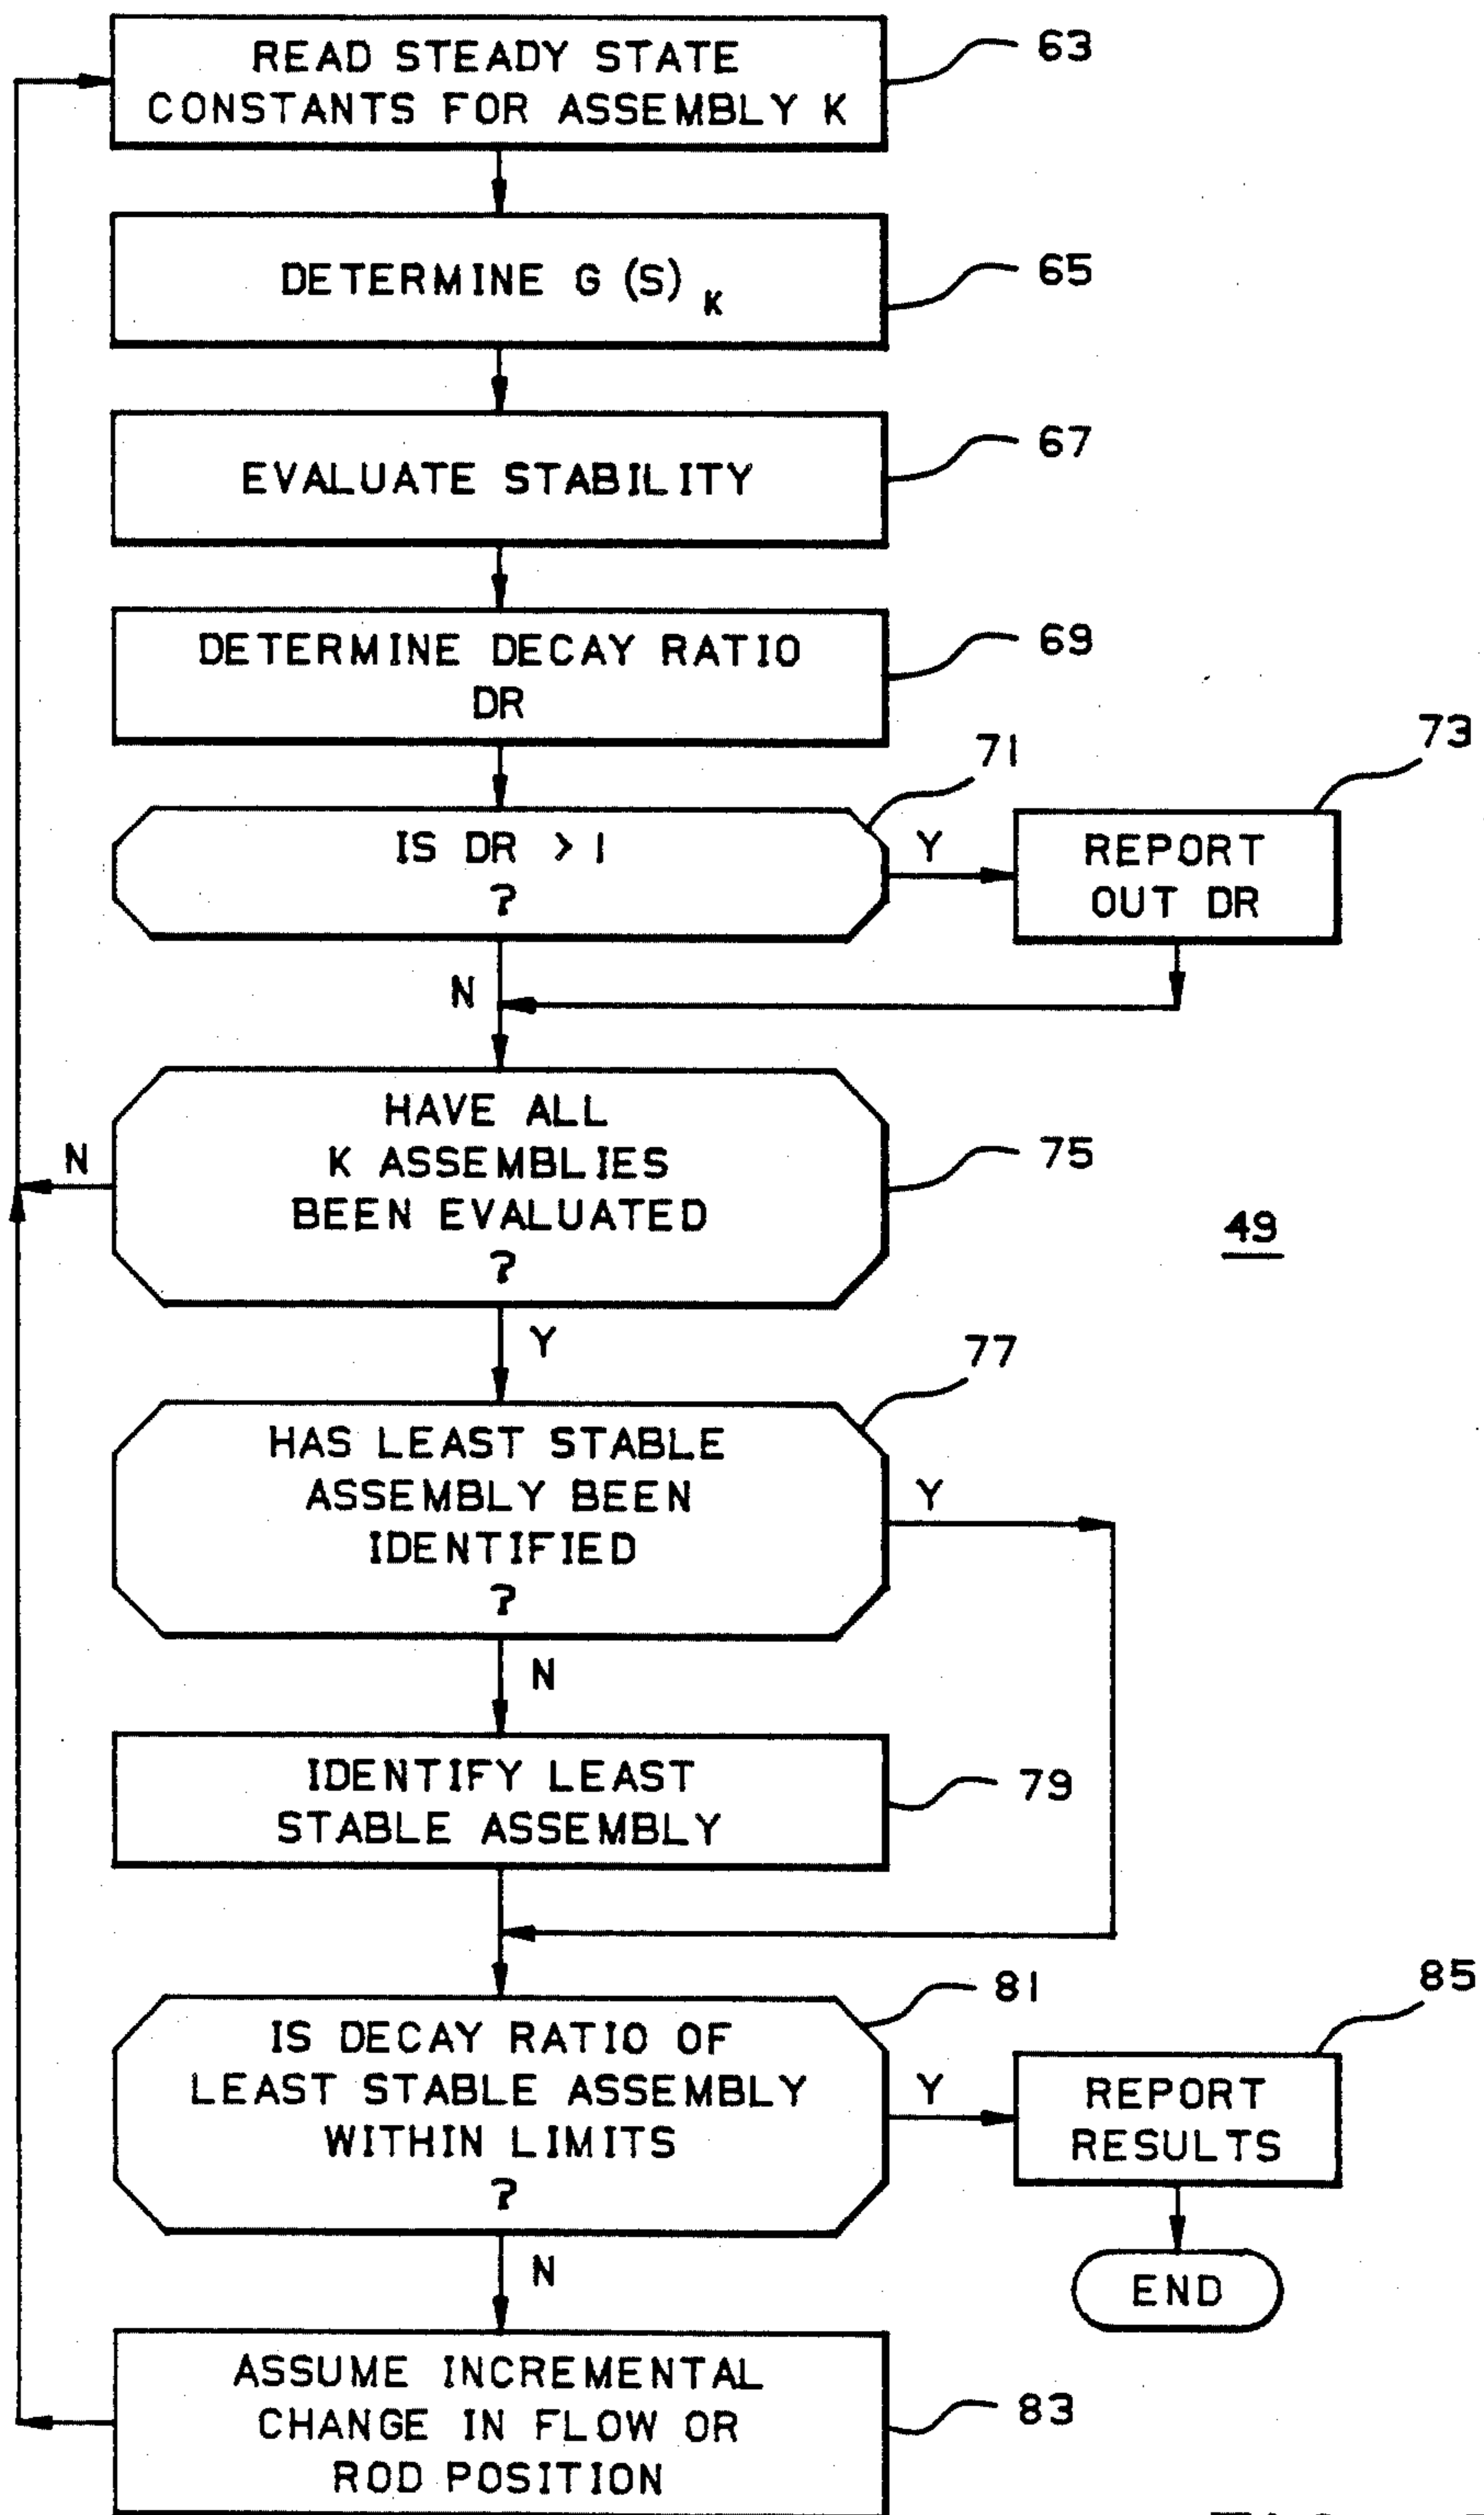 READ STEADY STATE
CONSTANTS FOR ASSEMBLY K
63
DETERMINE G (S) K
65
EVALUATE STABILITY
67
DETERMINE DECAY RATIO
DR
69
IS DR > 1
?
71
Y
REPORT
OUT DR
73
N
HAVE ALL
K ASSEMBLIES
BEEN EVALUATED
?
75
N
49
Y
HAS LEAST STABLE
ASSEMBLY BEEN
IDENTIFIED
?
77
Y
N
IDENTIFY LEAST
STABLE ASSEMBLY
79
IS DECAY RATIO OF
LEAST STABLE ASSEMBLY
WITHIN LIMITS
?
81
Y
REPORT
RESULTS
85
END
N
ASSUME INCREMENTAL
CHANGE IN FLOW OR
ROD POSITION
83